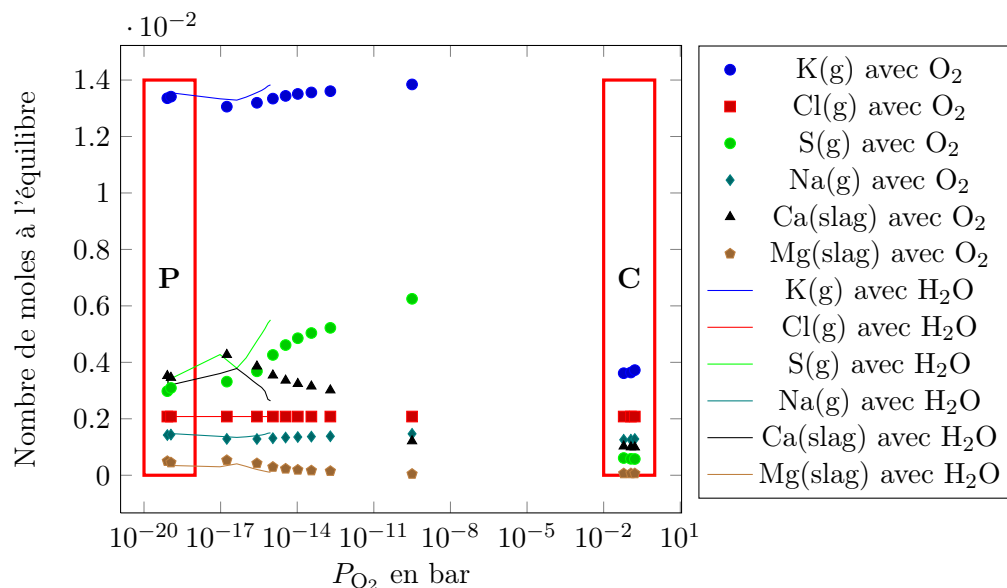 ·10⁻²
Nombre de moles à l'équilibre
1.4
1.2
1
0.8
0.6
0.4
0.2
0
P
C
10⁻²⁰ 10⁻¹⁷ 10⁻¹⁴ 10⁻¹¹ 10⁻⁸ 10⁻⁵ 10⁻² 10¹
P_O₂ en bar
K(g) avec O₂
Cl(g) avec O₂
S(g) avec O₂
Na(g) avec O₂
Ca(slag) avec O₂
Mg(slag) avec O₂
K(g) avec H₂O
Cl(g) avec H₂O
S(g) avec H₂O
Na(g) avec H₂O
Ca(slag) avec H₂O
Mg(slag) avec H₂O